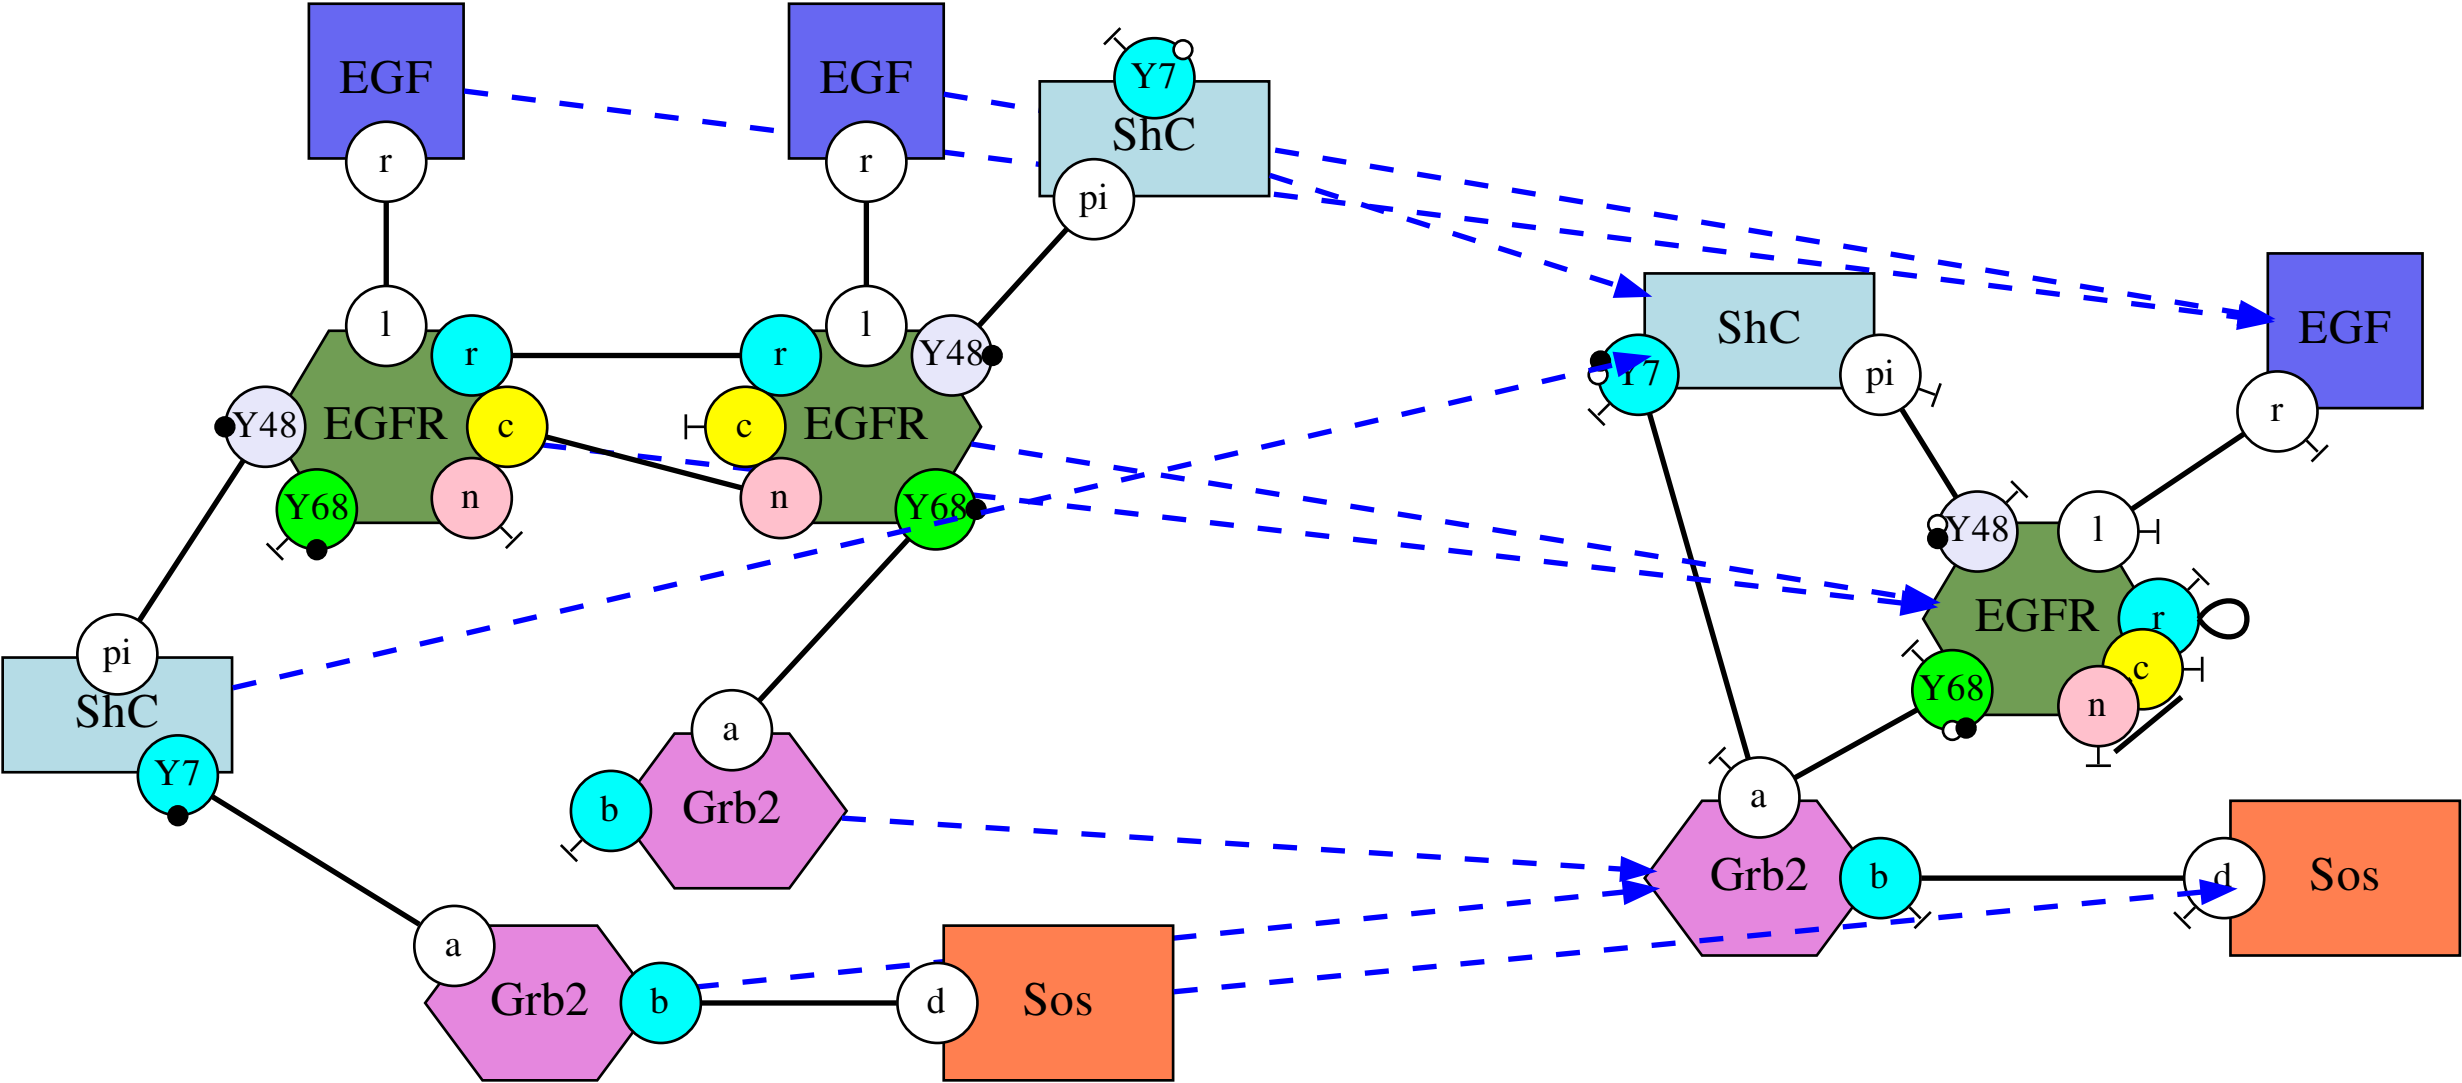 EGF
r
EGF
r
Y7
ShC
pi
l
r
Y48
EGFR
c
Y68
n
r
l
Y48
c
EGFR
n
Y68
pi
ShC
Y7
a
b
Grb2
a
Grb2
b
d
Sos
ShC
Y7
pi
EGF
r
Y48
l
EGFR
r
c
Y68
n
a
Grb2
b
d
Sos